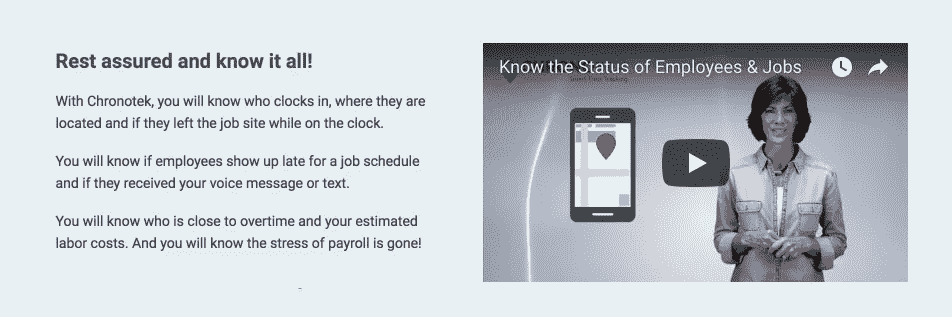 Rest assured and know it all!
With Chronotek, you will know who clocks in, where they are
located and if they left the job site while on the clock.
You will know if employees show up late for a job schedule
and if they received your voice message or text.
You will know who is close to overtime and your estimated
labor costs. And you will know the stress of payroll is gone!
Know the Status of Employees & Jobs